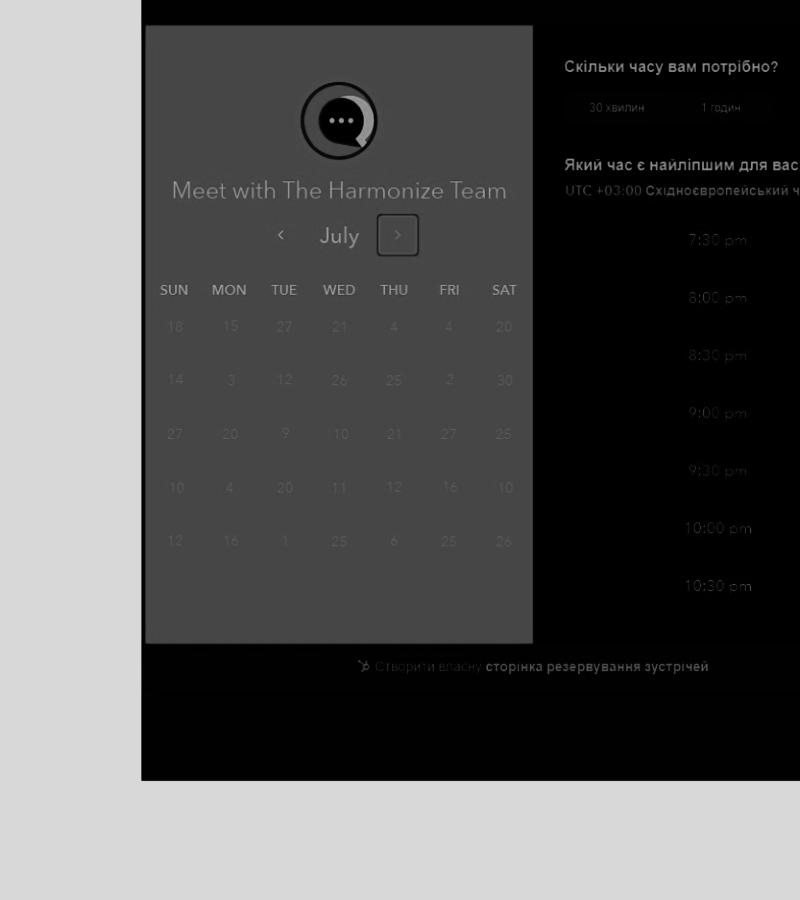 Meet with The Harmonize Team
July
SUN MON TUE WED THU FRI SAT
18 15 27 21 4 4 20
14 3 12 26 25 2 30
27 20 9 10 21 27 25
10 4 20 11 12 16 10
12 16 1 25 6 25 26
Скільки часу вам потрібно?
30 хвилин 1 годин
Який час є найліпшим для вас
UTC +03:00 Східноєвропейський ч
7:30 pm
8:00 pm
8:30 pm
9:00 pm
9:30 pm
10:00 pm
10:30 pm
Створити власну сторінка резервування зустрічей